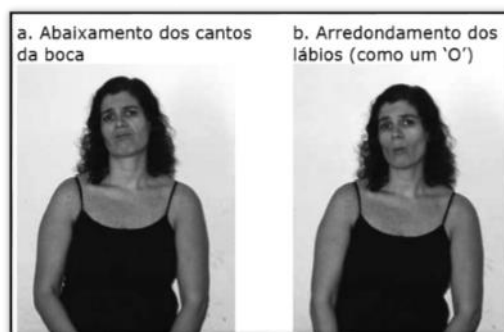 a. Abaixamento dos cantos
da boca
b. Arredondamento dos
lábios (como um ‘O’)